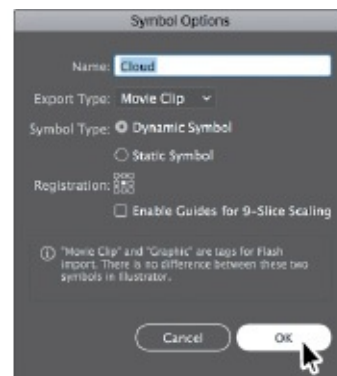 Symbol Options
Name: Cloud
Export Type: Movie Clip
Symbol Type: Dynamic Symbol
Static Symbol
Registration:
Enable Guides for 9-Slice Scaling
"Movie Clip" and "Graphic" are tags for Flash
import. There is no difference between these two
symbols in Illustrator.
Cancel OK